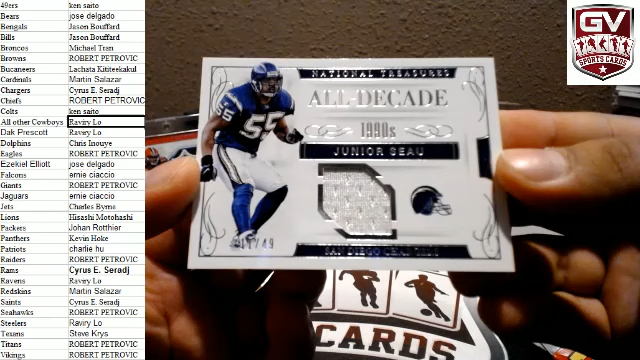 49ers ken saito
Bears jose delgado
Bengals Jason Bouffard
Bills Jason Bouffard
Broncos Michael Tran
Browns ROBERT PETROVIC
Bucaneers Lachata Kititeekakul
Cardinals Martin Salazar
Chargers Cyrus E. Seradj
Chiefs ROBERT PETROVIC
Colts ken saito
All other Cowboys Raviry Lo
Dak Prescott Raviry Lo
Dolphins Chris Inouye
Eagles ROBERT PETROVIC
Ezekiel Elliott jose delgado
Falcons ernie ciaccio
Giants ROBERT PETROVIC
Jaguars ernie ciaccio
Jets Charles Byrne
Lions Hisashi Motohashi
Packers Johan Rotthier
Panthers Kevin Hoke
Patriots charlie hu
Raiders ROBERT PETROVIC
Rams Cyrus E. Seradj
Ravens Raviry Lo
Redskins Martin Salazar
Saints Cyrus E. Seradj
Seahawks ROBERT PETROVIC
Steelers Raviry Lo
Texans Steve Krys
Titans ROBERT PETROVIC
Vikings ROBERT PETROVIC
NATIONAL TREASURES
ALL-DECADE
1990s
JUNIOR SEAU
55
/49
SAN DIEGO CHARGERS
CARDS
GV
SPORTS CARDS